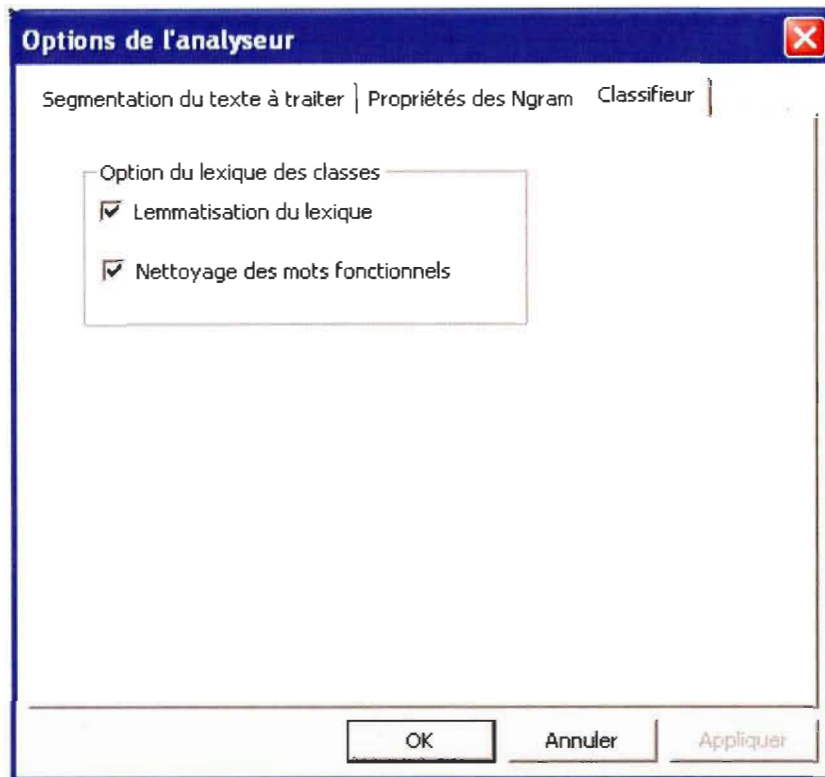 Options de l'analyseur
Segmentation du texte à traiter Propriétés des Ngram Classifieur
Option du lexique des classes
Lemmatisation du lexique
Nettoyage des mots fonctionnels
OK Annuler Appliquer